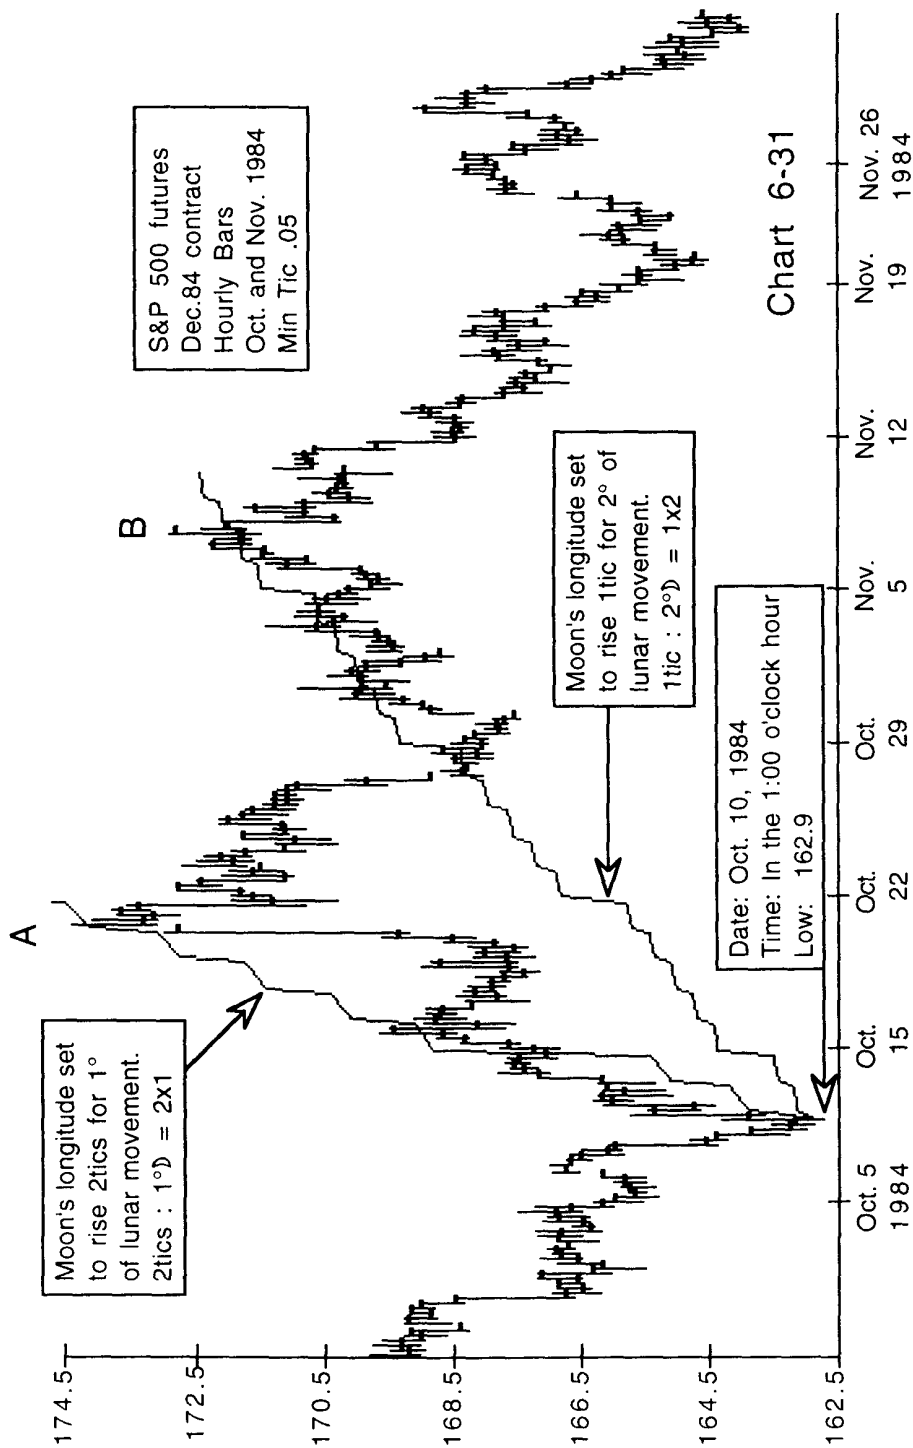 A
B
S&P 500 futures
Dec.84 contract
Hourly Bars
Oct. and Nov. 1984
Min Tic .05
Moon's longitude set
to rise 2tics for 1°
of lunar movement.
2tics : 1°☽ = 2x1
Moon's longitude set
to rise 1tic for 2° of
lunar movement.
1tic : 2°☽ = 1x2
Date: Oct. 10, 1984
Time: In the 1:00 o'clock hour
Low: 162.9
Chart 6-31
174.5
172.5
170.5
168.5
166.5
164.5
162.5
Oct. 5
1984
Oct.
15
Oct.
22
Oct.
29
Nov.
5
Nov.
12
Nov.
19
Nov. 26
1984